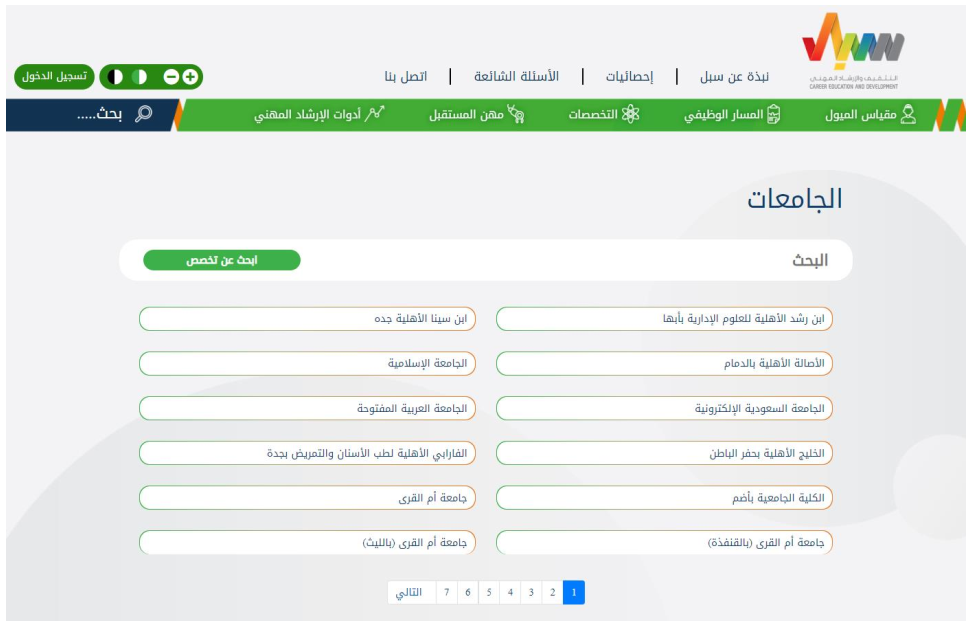 سبل
التثقيف والإرشاد المهني
CAREER EDUCATION AND DEVELOPMENT
نبذة عن سبل | إحصائيات | الأسئلة الشائعة | اتصل بنا
تسجيل الدخول
مقياس الميول المسار الوظيفي التخصصات مهن المستقبل أدوات الإرشاد المهني بحث.....
الجامعات
البحث ابحث عن تخصص
ابن رشد الأهلية للعلوم الإدارية بأبها ابن سينا الأهلية جده
الأصالة الأهلية بالدمام الجامعة الإسلامية
الجامعة السعودية الإلكترونية الجامعة العربية المفتوحة
الخليج الأهلية بحفر الباطن الفارابي الأهلية لطب الأسنان والتمريض بجدة
الكلية الجامعية بأضم جامعة أم القرى
جامعة أم القرى (بالقنفذة) جامعة أم القرى (بالليث)
1 2 3 4 5 6 7 التالي